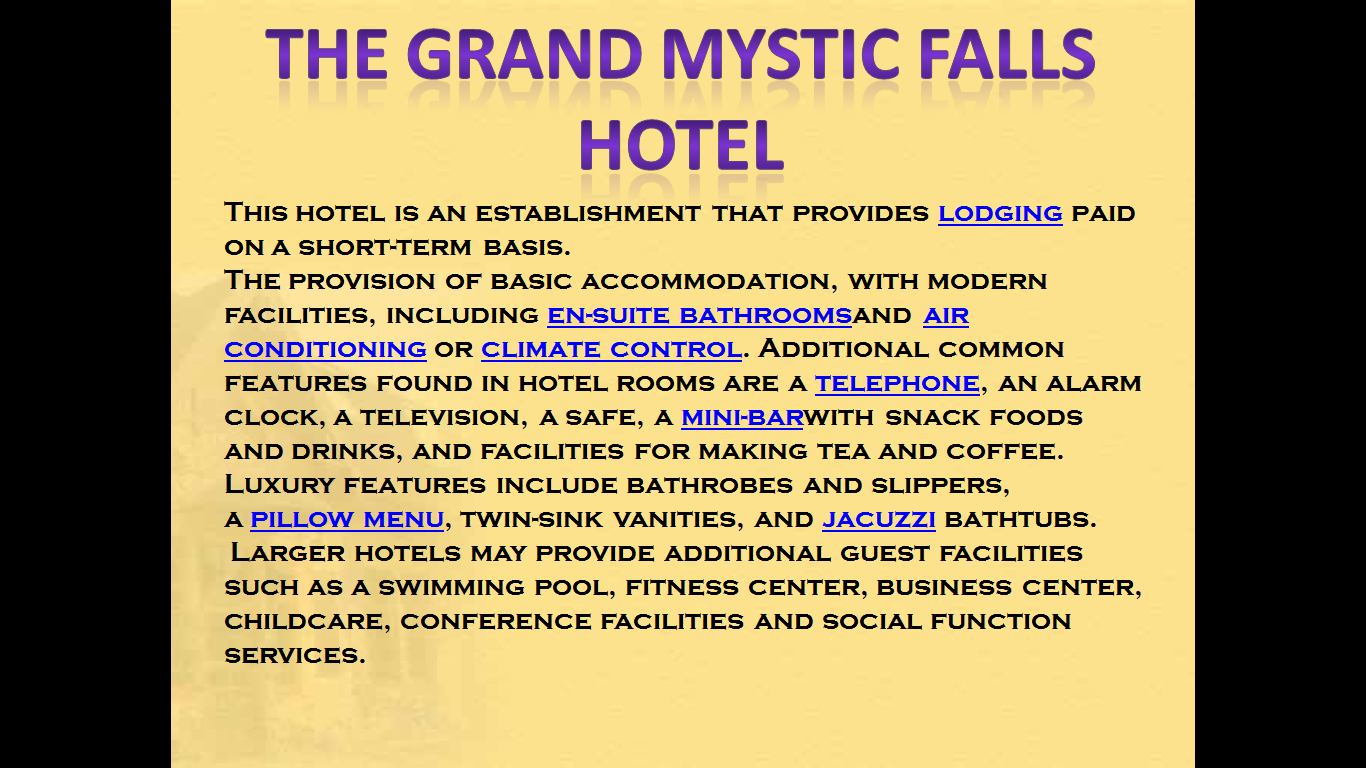 THE GRAND MYSTIC FALLS
HOTEL
This hotel is an establishment that provides lodging paid
on a short-term basis.
The provision of basic accommodation, with modern
facilities, including en-suite bathroomsand air
conditioning or climate control. Additional common
features found in hotel rooms are a telephone, an alarm
clock, a television, a safe, a mini-barwith snack foods
and drinks, and facilities for making tea and coffee.
Luxury features include bathrobes and slippers,
a pillow menu, twin-sink vanities, and jacuzzi bathtubs.
Larger hotels may provide additional guest facilities
such as a swimming pool, fitness center, business center,
childcare, conference facilities and social function
services.